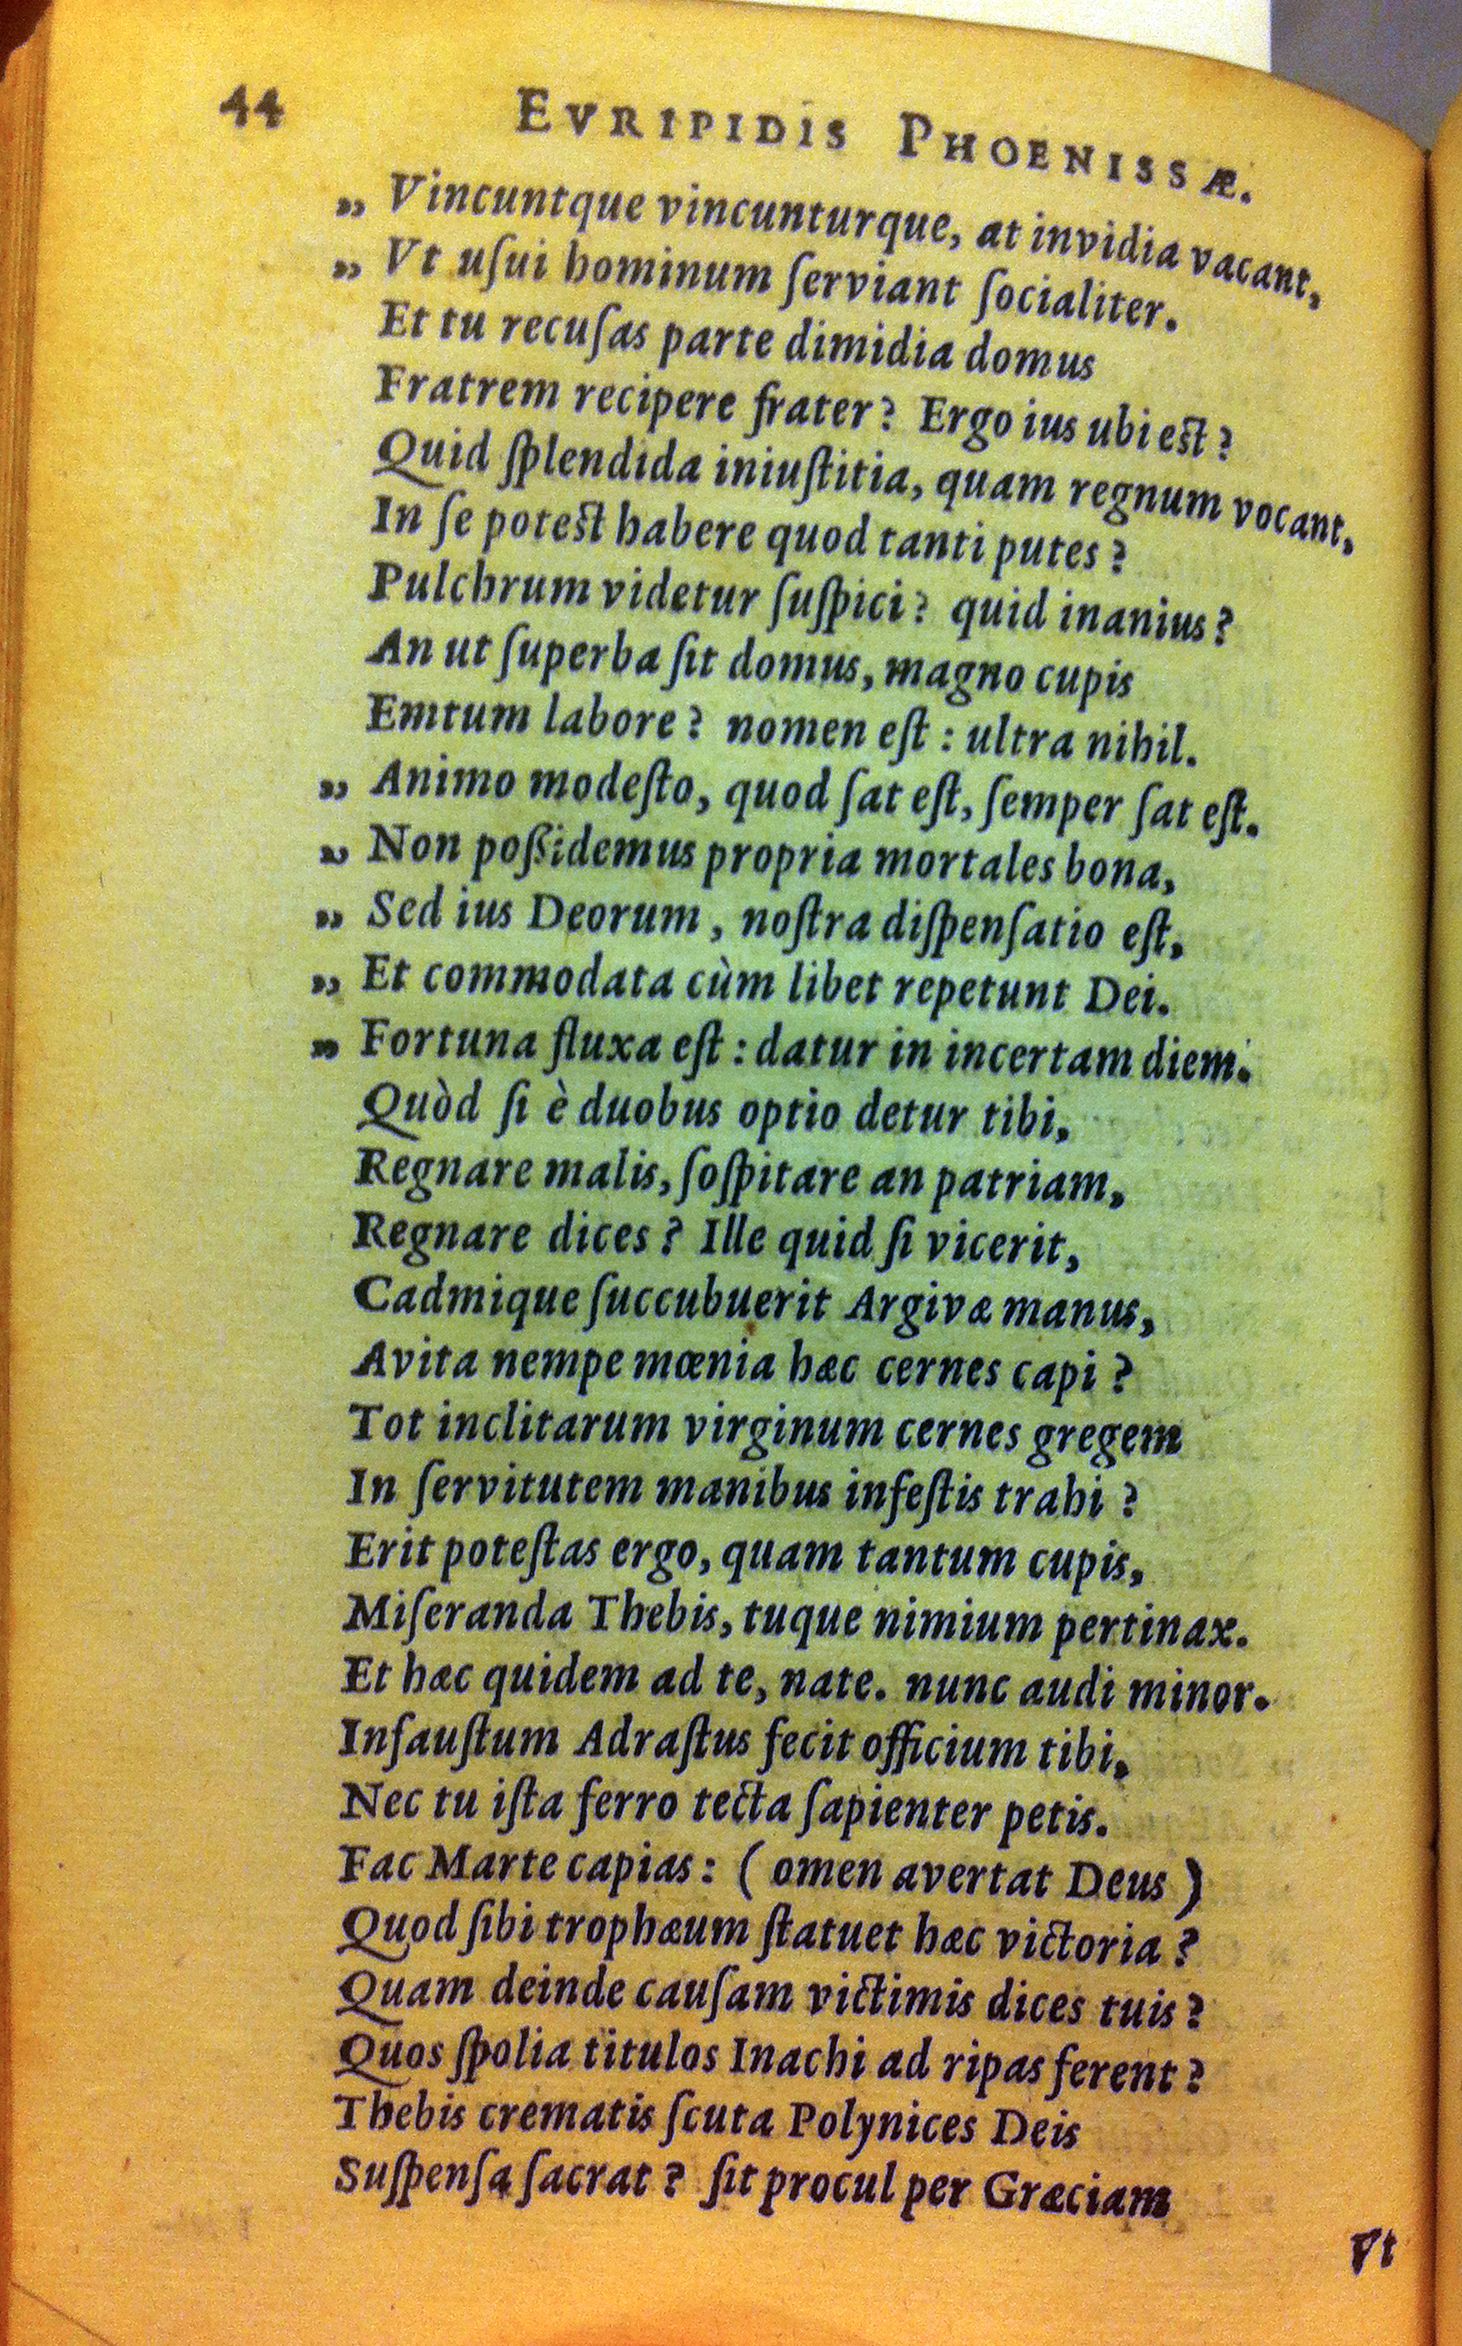 44 EVRIPIDIS PHOENISSÆ.
„ Vincuntque vincunturque, at invidia vacant,
„ Vt uſui hominum ſerviant ſocialiter.
Et tu recuſas parte dimidia domus
Fratrem recipere frater? Ergo ius ubi eſt?
Quid ſplendida iniuſtitia, quam regnum vocant,
In ſe poteſt habere quod tanti putes?
Pulchrum videtur ſuſpici? quid inanius?
An ut ſuperba ſit domus, magno cupis
Emtum labore? nomen eſt: ultra nihil.
„ Animo modeſto, quod ſat eſt, ſemper ſat eſt.
„ Non poßidemus propria mortales bona,
„ Sed ius Deorum, noſtra diſpenſatio eſt,
„ Et commodata cùm libet repetunt Dei.
„ Fortuna fluxa eſt: datur in incertam diem.
Quòd ſi è duobus optio detur tibi,
Regnare malis, ſoſpitare an patriam,
Regnare dices? Ille quid ſi vicerit,
Cadmique ſuccubuerit Argivæ manus,
Avita nempe mœnia hæc cernes capi?
Tot inclitarum virginum cernes gregem
In ſervitutem manibus infeſtis trahi?
Erit poteſtas ergo, quam tantum cupis,
Miſeranda Thebis, tuque nimium pertinax.
Et hæc quidem ad te, nate. nunc audi minor.
Infauſtum Adraſtus fecit officium tibi,
Nec tu iſta ferro tecta ſapienter petis.
Fac Marte capias: (omen avertat Deus)
Quod ſibi trophæum ſtatuet hæc victoria?
Quam deinde cauſam victimis dices tuis?
Quos ſpolia titulos Inachi ad ripas ferent?
Thebis crematis ſcuta Polynices Deis
Suſpenſa ſacrat? ſit procul per Græciam
Vt